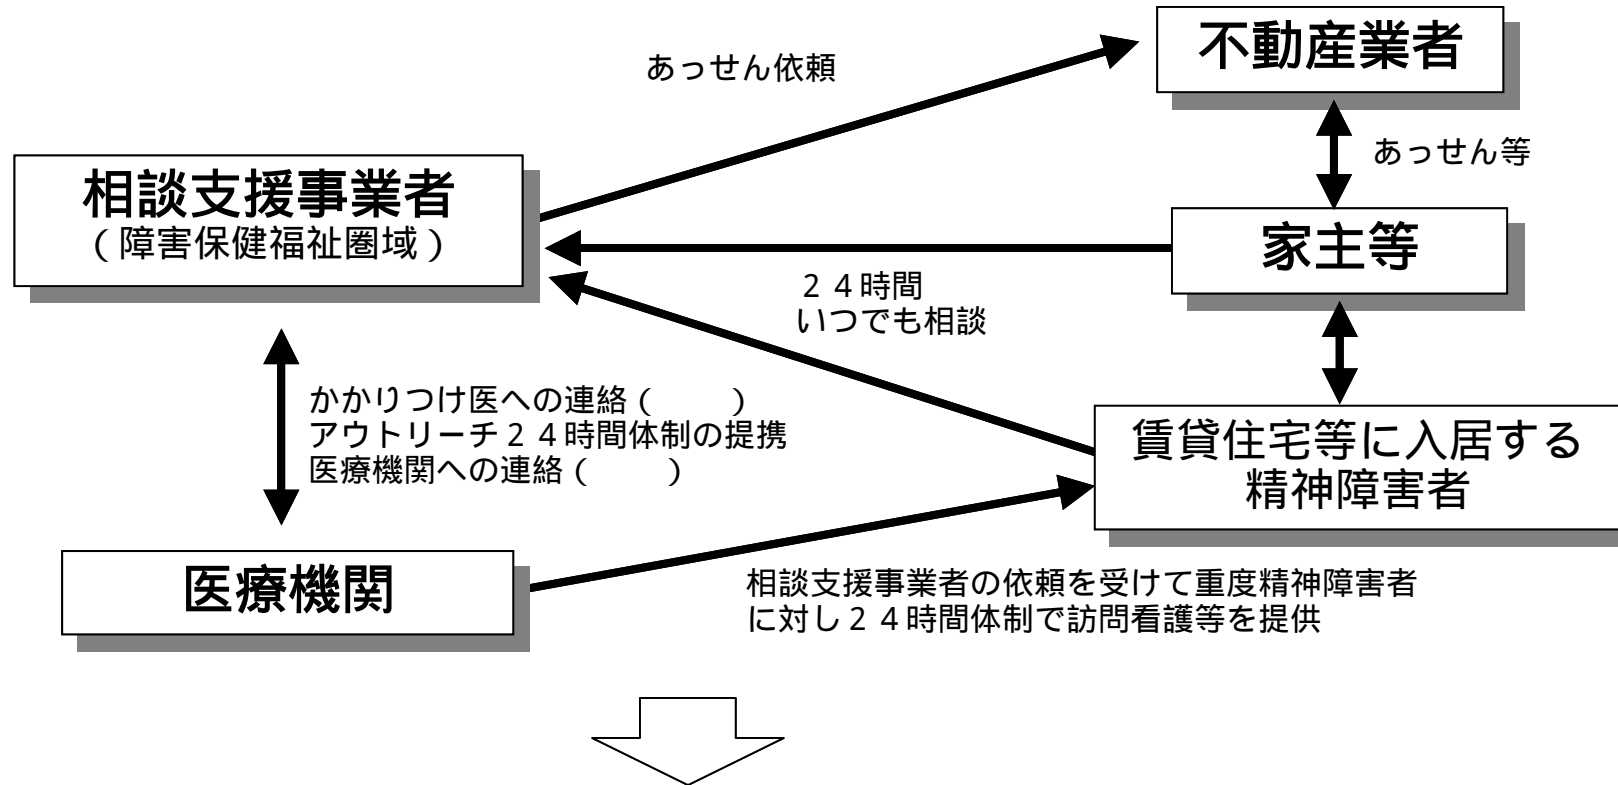 不動産業者
あっせん依頼
あっせん等
相談支援事業者
（障害保健福祉圏域）
家主等
２４時間
いつでも相談
かかりつけ医への連絡（　　）
アウトリーチ２４時間体制の提携
医療機関への連絡（　　）
賃貸住宅等に入居する
精神障害者
医療機関
相談支援事業者の依頼を受けて重度精神障害者
に対し２４時間体制で訪問看護等を提供